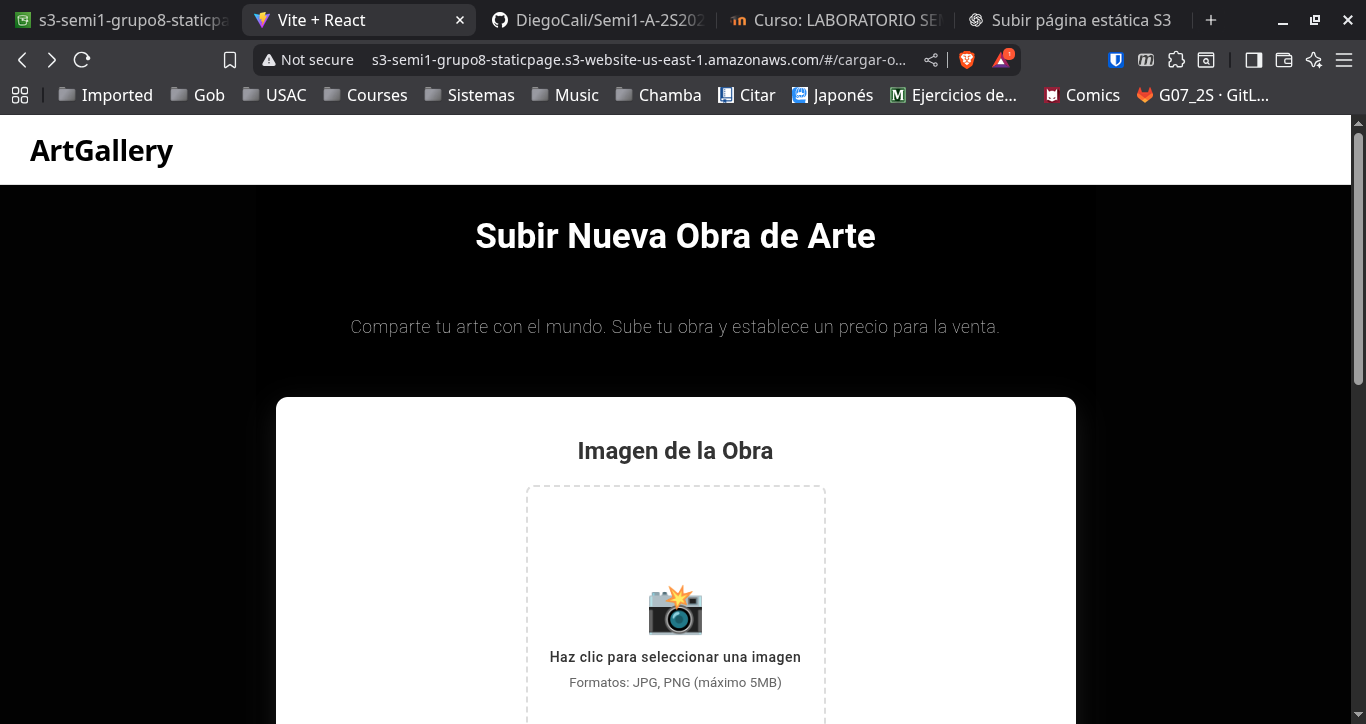 s3-semi1-grupo8-staticpa
Vite + React
DiegoCali/Semi1-A-2S202
Curso: LABORATORIO SEM
Subir página estática S3
Not secure
s3-semi1-grupo8-staticpage.s3-website-us-east-1.amazonaws.com/#/cargar-o...
Imported
Gob
USAC
Courses
Sistemas
Music
Chamba
Citar
Japonés
Ejercicios de...
Comics
G07_2S · GitL...
ArtGallery
Subir Nueva Obra de Arte
Comparte tu arte con el mundo. Sube tu obra y establece un precio para la venta.
Imagen de la Obra
Haz clic para seleccionar una imagen
Formatos: JPG, PNG (máximo 5MB)